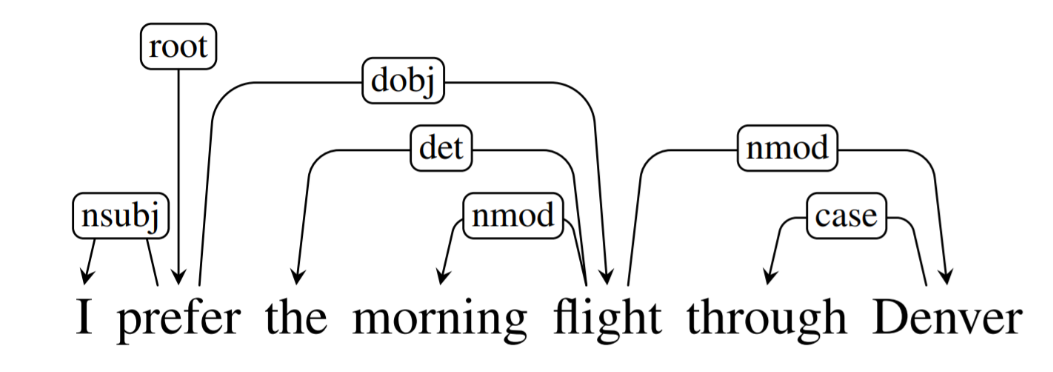 root
dobj
det nmod
nsubj nmod case
I prefer the morning flight through Denver